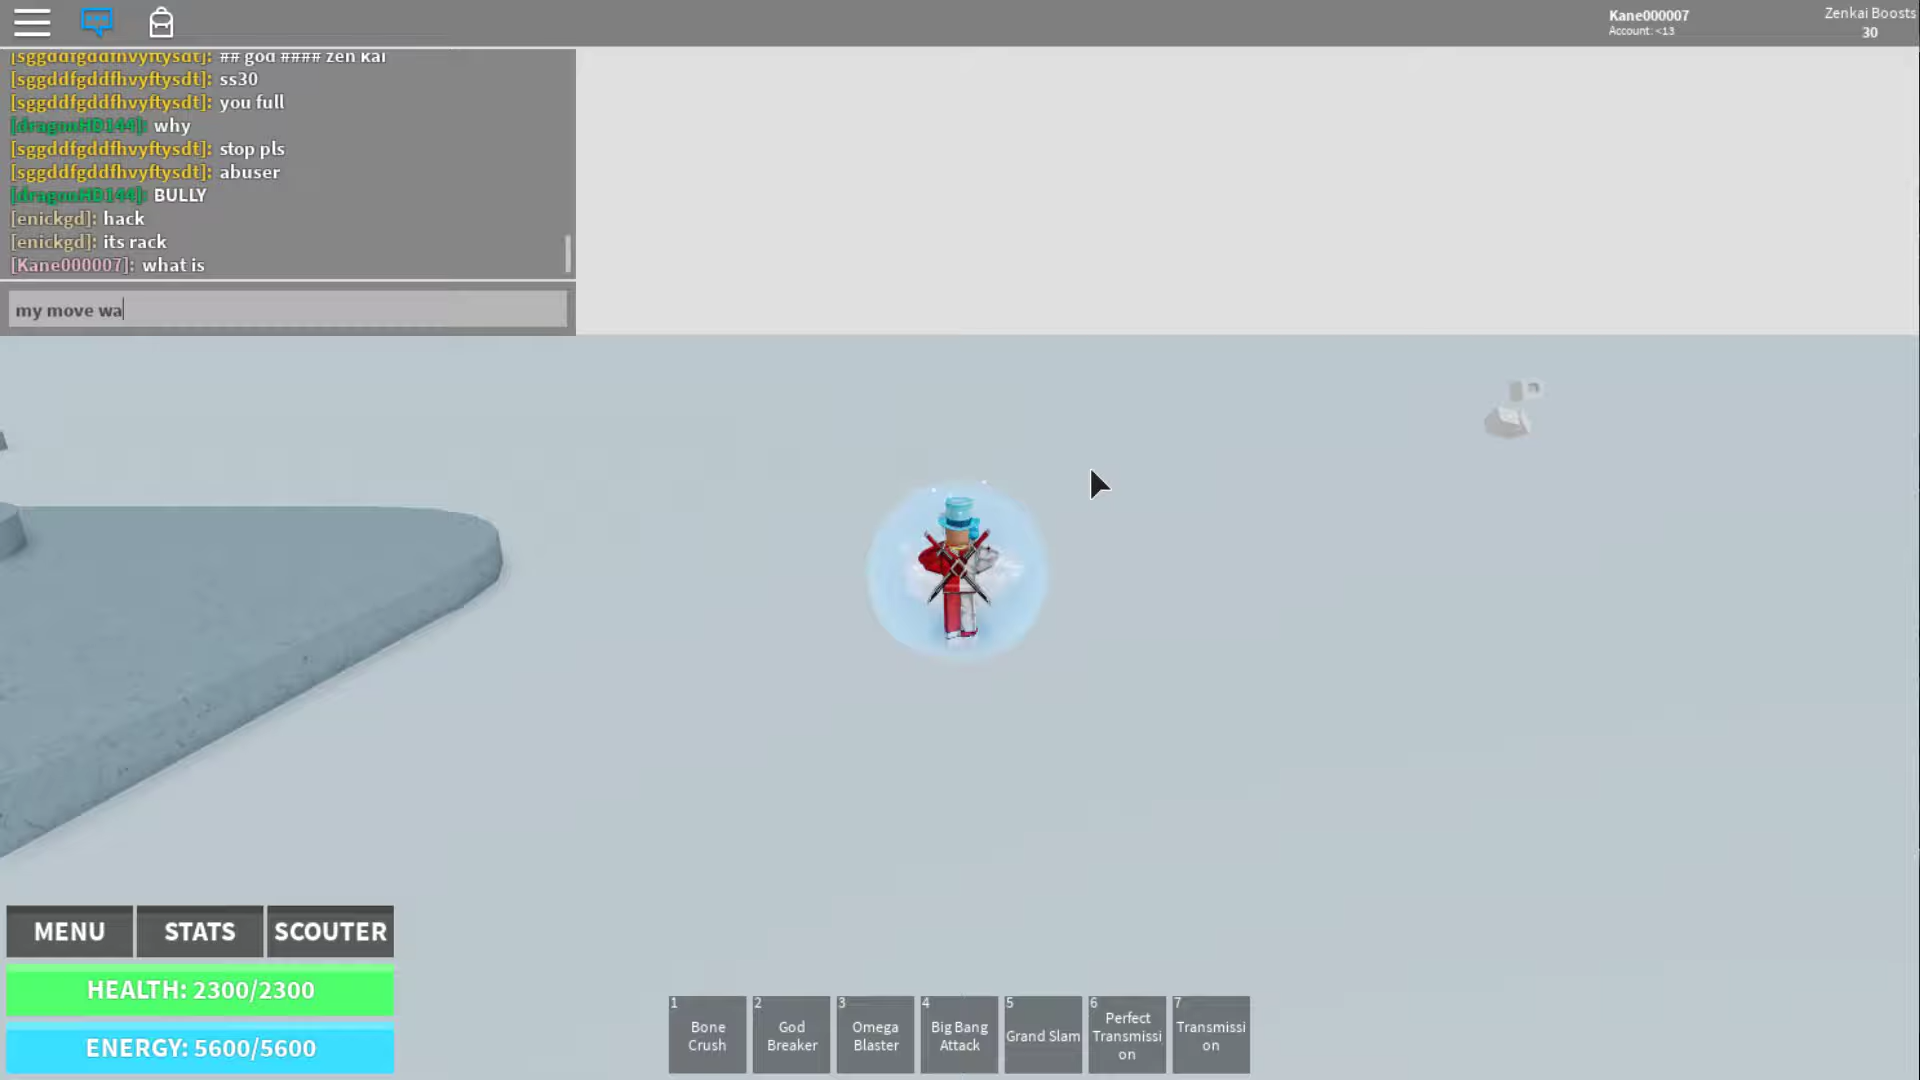 Kane000007
Account: <13
Zenkai Boosts
30
[sggddfgddfhvyftysdt]: ## god #### zen kai
[sggddfgddfhvyftysdt]: ss30
[sggddfgddfhvyftysdt]: you full
[dragonHD144]: why
[sggddfgddfhvyftysdt]: stop pls
[sggddfgddfhvyftysdt]: abuser
[dragonHD144]: BULLY
[enickgd]: hack
[enickgd]: its rack
[Kane000007]: what is
my move wa
MENU
STATS
SCOUTER
HEALTH: 2300/2300
ENERGY: 5600/5600
1
Bone
Crush
2
God
Breaker
3
Omega
Blaster
4
Big Bang
Attack
5
Grand Slam
6
Perfect
Transmissi
on
7
Transmissi
on